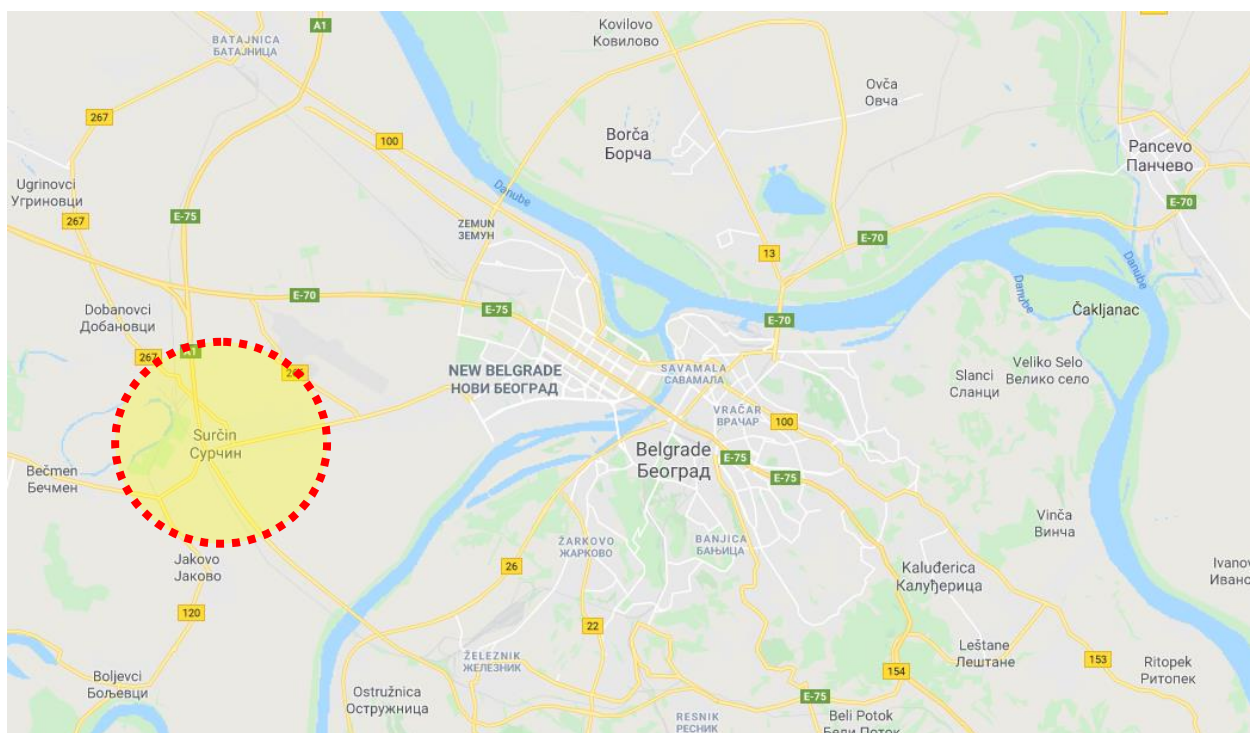 Kovilovo
Ковилово
A1
BATAJNICA
БАТАЈНИЦА
Ovča
Овча
267
Borča
Борча
100
Pancevo
Панчево
Ugrinovci
Угриновци
Danube
E-70
267
E-75
ZEMUN
ЗЕМУН
E-70
13
Danube
Danube
E-70
E-75
Dobanovci
Добановци
E-70
Čakljanac
267
A1
Veliko Selo
Велико село
NEW BELGRADE
НОВИ БЕОГРАД
SAVAMALA
САВАМАЛА
Slanci
Сланци
VRAČAR
ВРАЧАР
100
Surčin
Сурчин
Belgrade
Београд
E-75
Bečmen
Бечмен
E-75
Vinča
Винча
ŽARKOVO
ЖАРКОВО
BANJICA
БАЊИЦА
Jakovo
Јаково
26
Kaluđerica
Калуђерица
120
22
Leštane
Лештане
ŽELEZNIK
ЖЕЛЕЗНИК
153
Ritopek
Ритопек
154
Boljevci
Бољевци
Ostružnica
Остружница
E-75
RESNIK
РЕСНИК
Beli Potok
Бели Поток